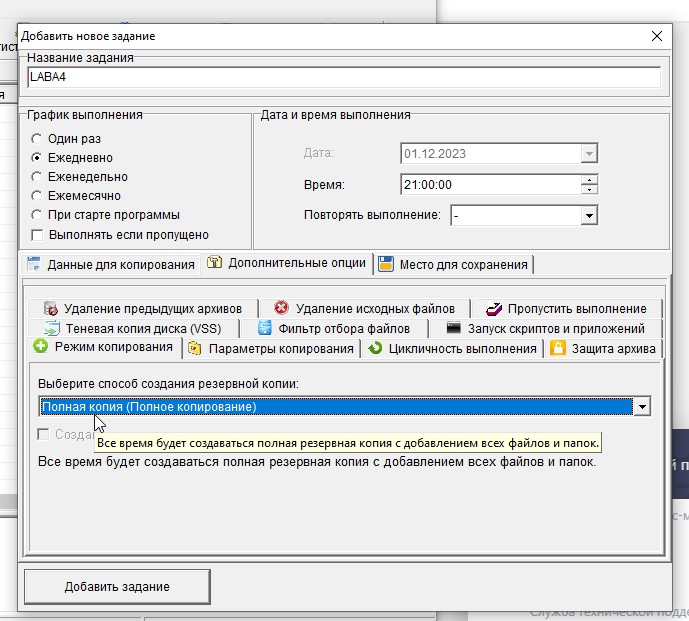 Добавить новое задание
Название задания
LABA4
График выполнения
Дата и время выполнения
Один раз
Ежедневно
Еженедельно
Ежемесячно
При старте программы
Выполнять если пропущено
Дата:
01.12.2023
Время:
21:00:00
Повторять выполнение:
-
Данные для копирования
Дополнительные опции
Место для сохранения
Удаление предыдущих архивов
Удаление исходных файлов
Пропустить выполнение
Теневая копия диска (VSS)
Фильтр отбора файлов
Запуск скриптов и приложений
Режим копирования
Параметры копирования
Цикличность выполнения
Защита архива
Выберите способ создания резервной копии:
Полная копия (Полное копирование)
Все время будет создаваться полная резервная копия с добавлением всех файлов и папок.
Все время будет создаваться полная резервная копия с добавлением всех файлов и папок.
Добавить задание